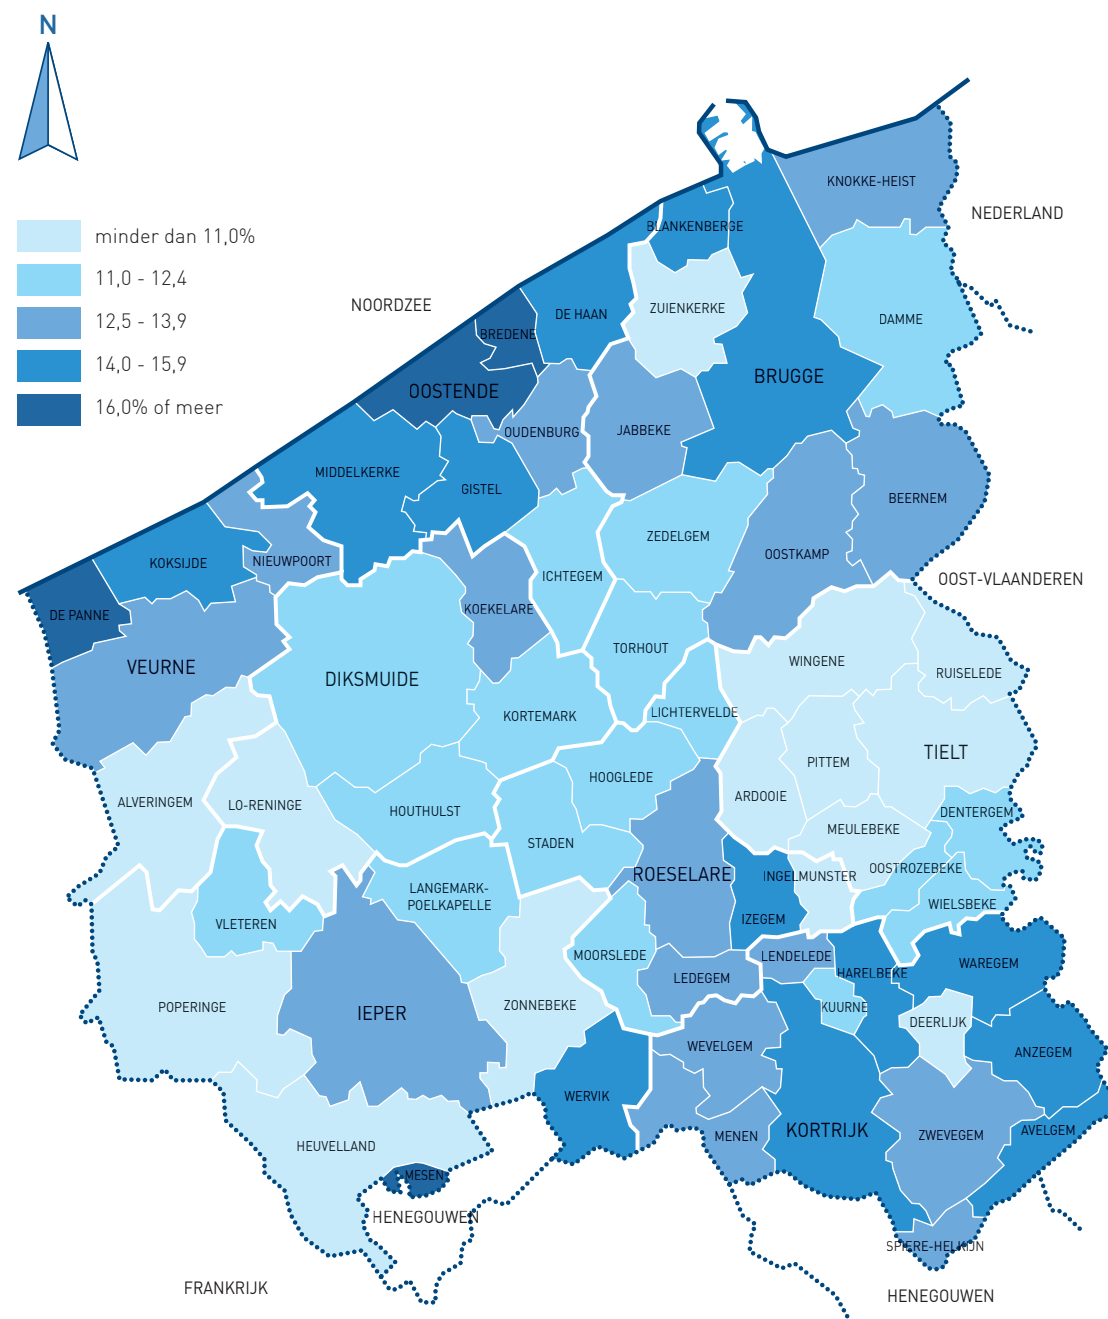 N
KNOKKE-HEIST
NEDERLAND
minder dan 11,0%
11,0 - 12,4
12,5 - 13,9
14,0 - 15,9
16,0% of meer
NOORDZEE
BLANKENBERGE
ZUIENKERKE
DE HAAN
DAMME
BREDENE
BRUGGE
OOSTENDE
OUDENBURG
JABBEKE
MIDDELKERKE
GISTEL
BEERNEM
ZEDELGEM
OOSTKAMP
KOKSIJDE
NIEUWPOORT
ICHTEGEM
OOST-VLAANDEREN
DE PANNE
KOEKELARE
VEURNE
TORHOUT
WINGENE
RUISELEDE
DIKSMUIDE
KORTEMARK
LICHTERVELDE
TIELT
PITTEM
HOOGLEDE
ARDOOIE
ALVERINGEM
LO-RENINGE
HOUTHULST
DENTERGEM
MEULEBEKE
STADEN
OOSTROZEBEKE
ROESELARE
INGELMUNSTER
LANGEMARK-
POELKAPELLE
WIELSBEKE
VLETEREN
IZEGEM
MOORSLEDE
LENDELEDE
WAREGEM
HARELBEKE
LEDEGEM
POPERINGE
IEPER
ZONNEBEKE
KUURNE
DEERLIJK
WEVELGEM
ANZEGEM
WERVIK
KORTRIJK
AVELGEM
MENEN
ZWEVEGEM
HEUVELLAND
MESEN
HENEGOUWEN
SPIERE-HELKIJN
FRANKRIJK
HENEGOUWEN